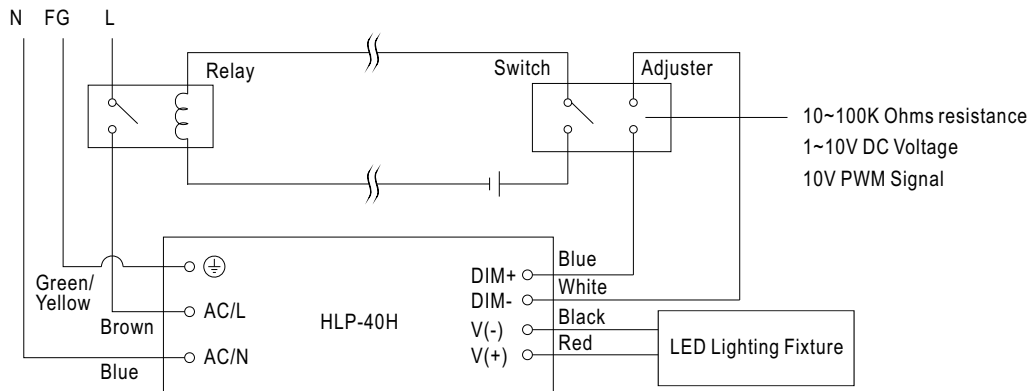 N FG L
Relay
Switch
Adjuster
10~100K Ohms resistance
1~10V DC Voltage
10V PWM Signal
Green/
Yellow
Brown
Blue
AC/L
AC/N
HLP-40H
DIM+
DIM-
V(-)
V(+)
Blue
White
Black
Red
LED Lighting Fixture